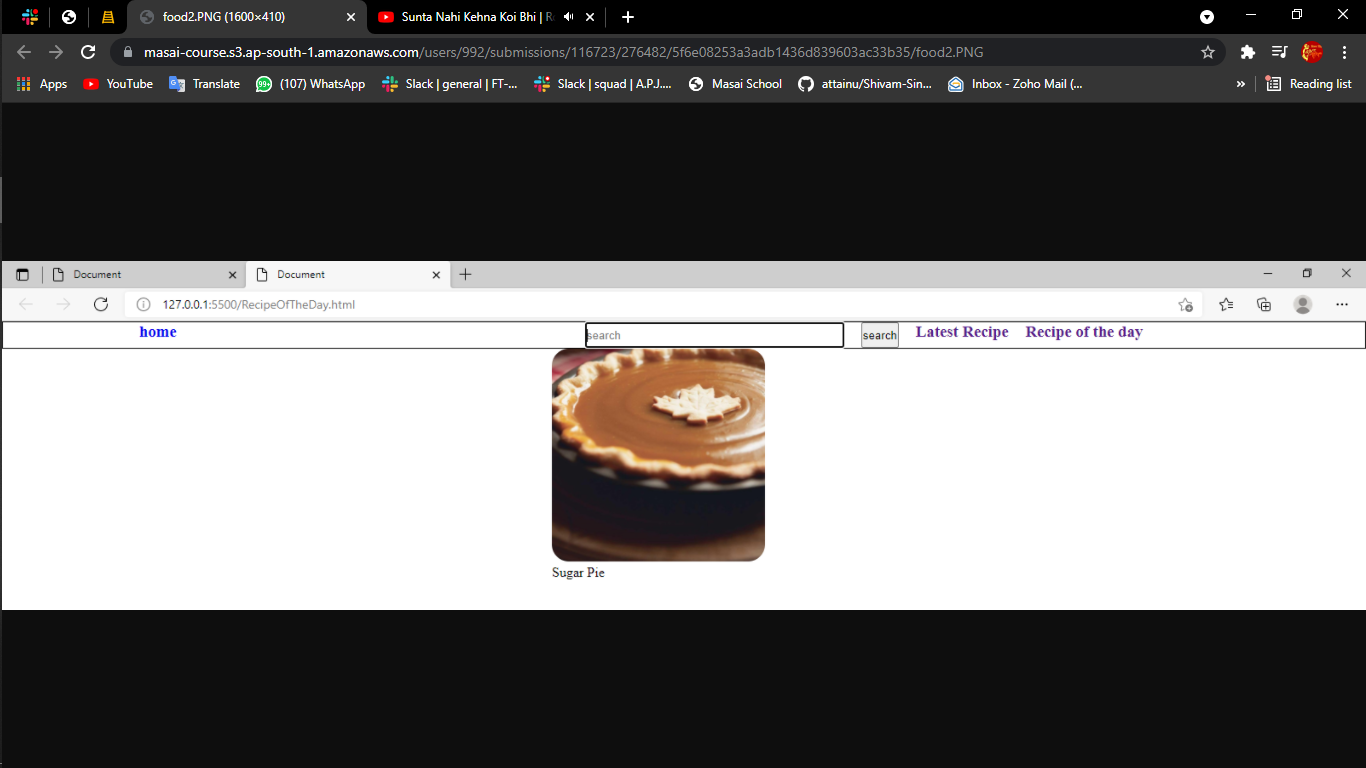 food2.PNG (1600×410)
Sunta Nahi Kehna Koi Bhi | R
masai-course.s3.ap-south-1.amazonaws.com/users/992/submissions/116723/276482/5f6e08253a3adb1436d839603ac33b35/food2.PNG
Apps YouTube Translate 99+ (107) WhatsApp Slack | general | FT-... Slack | squad | A.P.J.... Masai School attainu/Shivam-Sin... Inbox - Zoho Mail (... » Reading list
Document Document
127.0.0.1:5500/RecipeOfTheDay.html
home search search Latest Recipe Recipe of the day
Sugar Pie